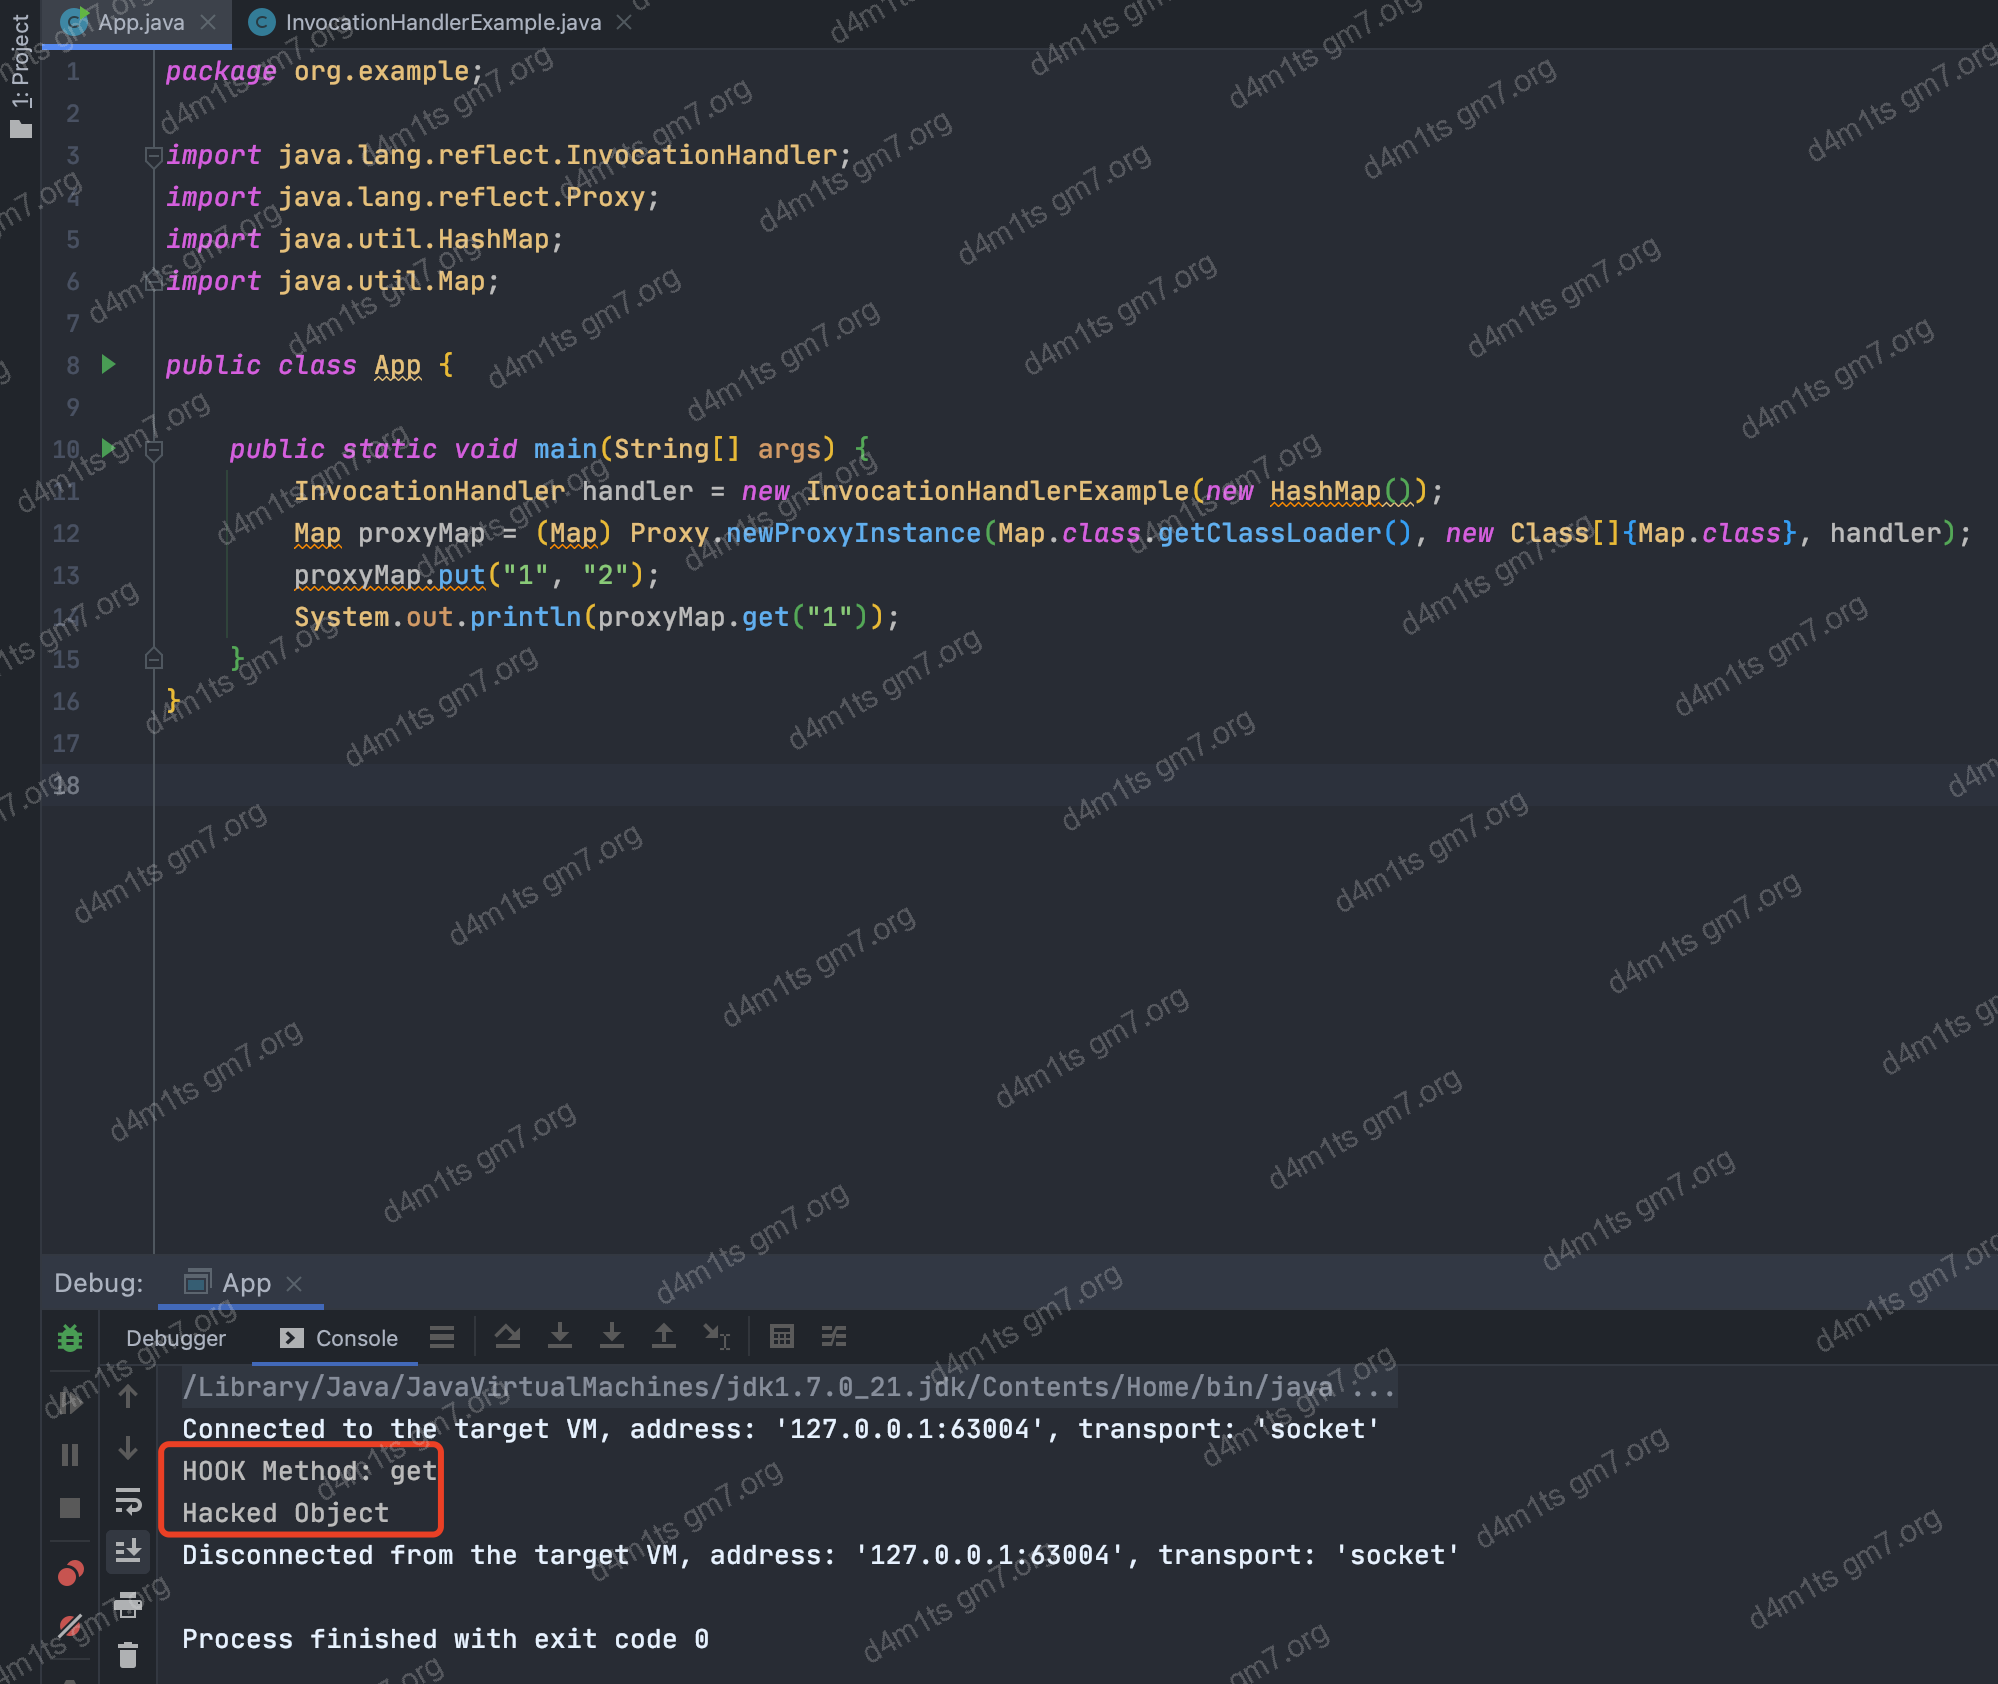 App.java
InvocationHandlerExample.java
1: Project
1 package org.example;
2
3 import java.lang.reflect.InvocationHandler;
4 import java.lang.reflect.Proxy;
5 import java.util.HashMap;
6 import java.util.Map;
7
8 public class App {
9
10 public static void main(String[] args) {
11 InvocationHandler handler = new InvocationHandlerExample(new HashMap());
12 Map proxyMap = (Map) Proxy.newProxyInstance(Map.class.getClassLoader(), new Class[]{Map.class}, handler);
13 proxyMap.put("1", "2");
14 System.out.println(proxyMap.get("1"));
15 }
16 }
17
18
Debug: App
Debugger Console
/Library/Java/JavaVirtualMachines/jdk1.7.0_21.jdk/Contents/Home/bin/java ...
Connected to the target VM, address: '127.0.0.1:63004', transport: 'socket'
HOOK Method: get
Hacked Object
Disconnected from the target VM, address: '127.0.0.1:63004', transport: 'socket'
Process finished with exit code 0
d4m1ts gm7.org